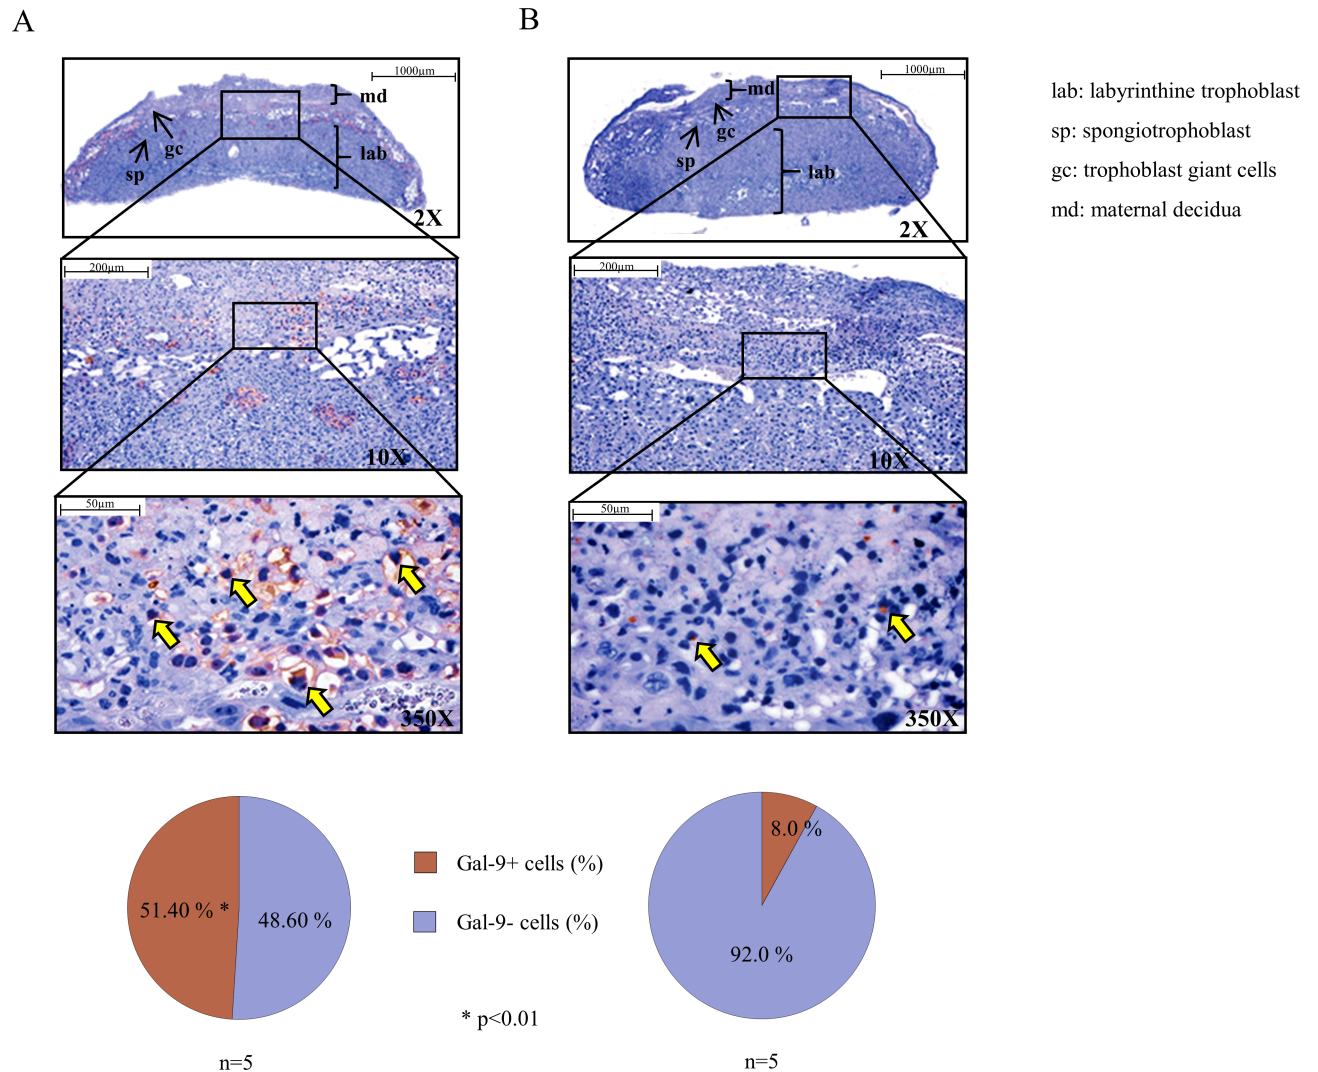 A
B
1000µm
md
gc
sp
lab
2X
1000µm
md
gc
sp
lab
2X
lab: labyrinthine trophoblast
sp: spongiotrophoblast
gc: trophoblast giant cells
md: maternal decidua
200µm
10X
200µm
10X
50µm
350X
50µm
350X
51.40 % *
48.60 %
n=5
Gal-9+ cells (%)
Gal-9- cells (%)
* p<0.01
8.0 %
92.0 %
n=5